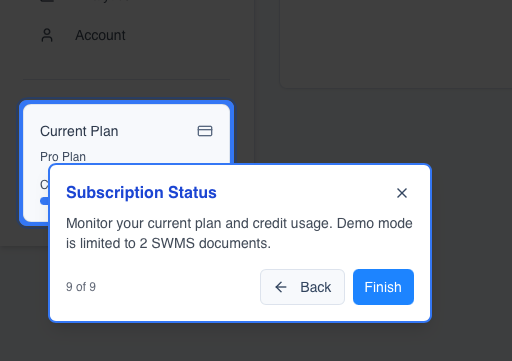 Account
Current Plan
Pro Plan
Subscription Status
Monitor your current plan and credit usage. Demo mode
is limited to 2 SWMS documents.
9 of 9
Back
Finish